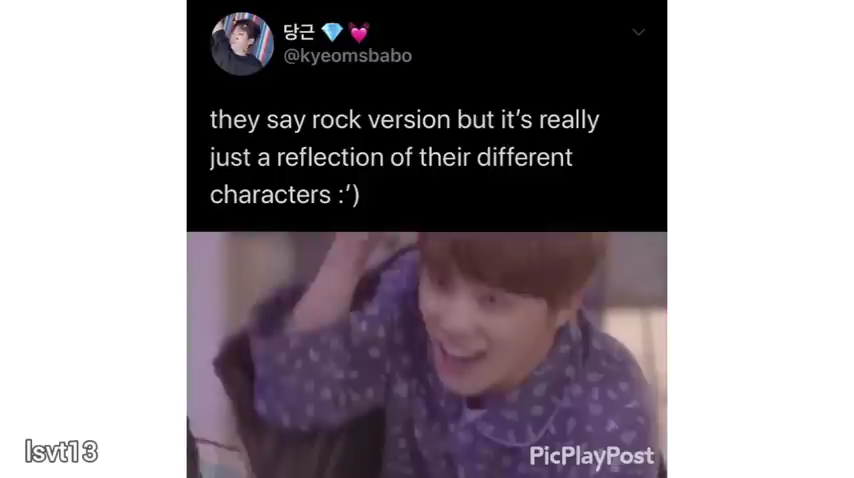 당근 💎 💓
@kyeomsbabo
they say rock version but it's really
just a reflection of their different
characters :’)
lsvt13
PicPlayPost